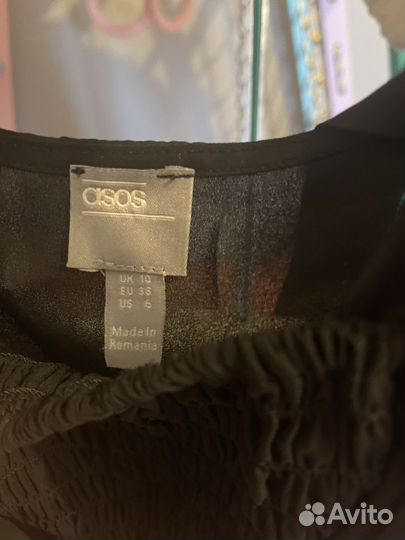 asos
UK 10
EU 38
US 6
Made in
Romania
Avito